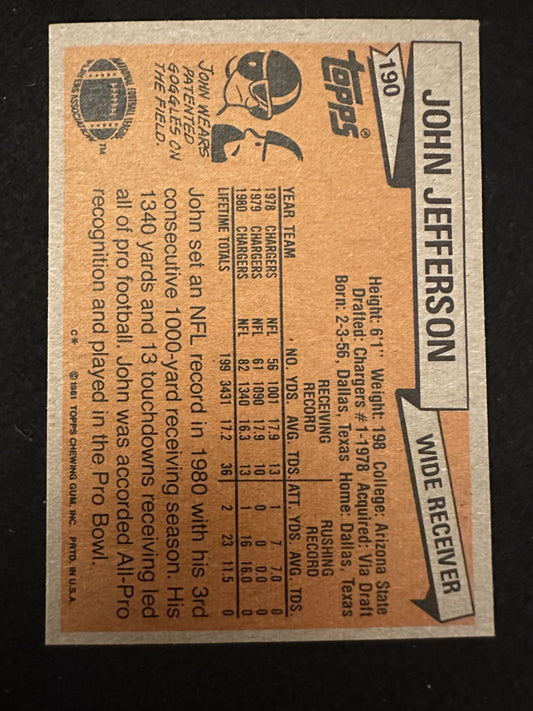 JOHN JEFFERSON
WIDE RECEIVER
190
topps®
Height: 6'1" Weight: 198 College: Arizona State
Drafted: Chargers #1-1978 Acquired: Via Draft
Born: 2-3-56, Dallas, Texas Home: Dallas, Texas
RECEIVING RECORD
RUSHING RECORD
YEAR TEAM NO. YDS. AVG. TDS. ATT. YDS. AVG. TDS.
1978 CHARGERS NFL 56 1001 17.9 13 1 7 7.0 0
1979 CHARGERS NFL 61 1090 17.9 10 0 0 0.0 0
1980 CHARGERS NFL 82 1340 16.3 13 1 16 16.0 0
LIFETIME TOTALS 199 3431 17.2 36 2 23 11.5 0
JOHN WEARS
PATENTED
GOGGLES ON
THE FIELD.
John set an NFL record in 1980 with his 3rd
consecutive 1000-yard receiving season. His
1340 yards and 13 touchdowns receiving led
all of pro football. John was accorded All-Pro
recognition and played in the Pro Bowl.
NATIONAL FOOTBALL LEAGUE
PLAYERS ASSOCIATION
TM
C* ©1981 TOPPS CHEWING GUM, INC. PRTD. IN U.S.A.